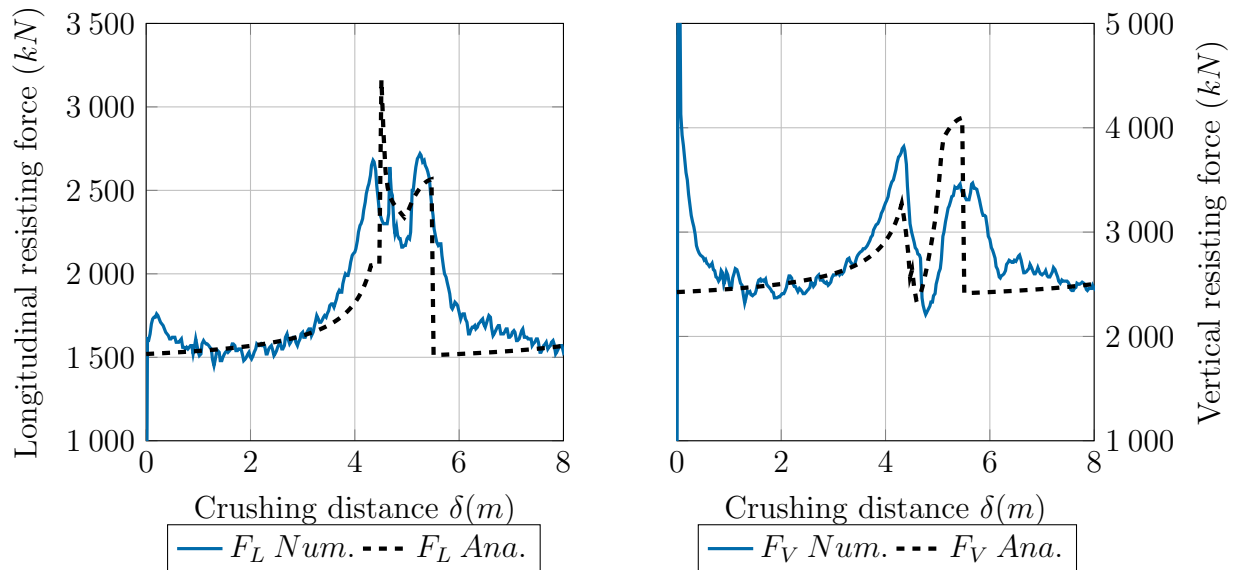 Longitudinal resisting force (kN)
3 500
3 000
2 500
2 000
1 500
1 000
0 2 4 6 8
Crushing distance δ(m)
F_L Num. F_L Ana.
5 000
4 000
3 000
2 000
1 000
Vertical resisting force (kN)
0 2 4 6 8
Crushing distance δ(m)
F_V Num. F_V Ana.